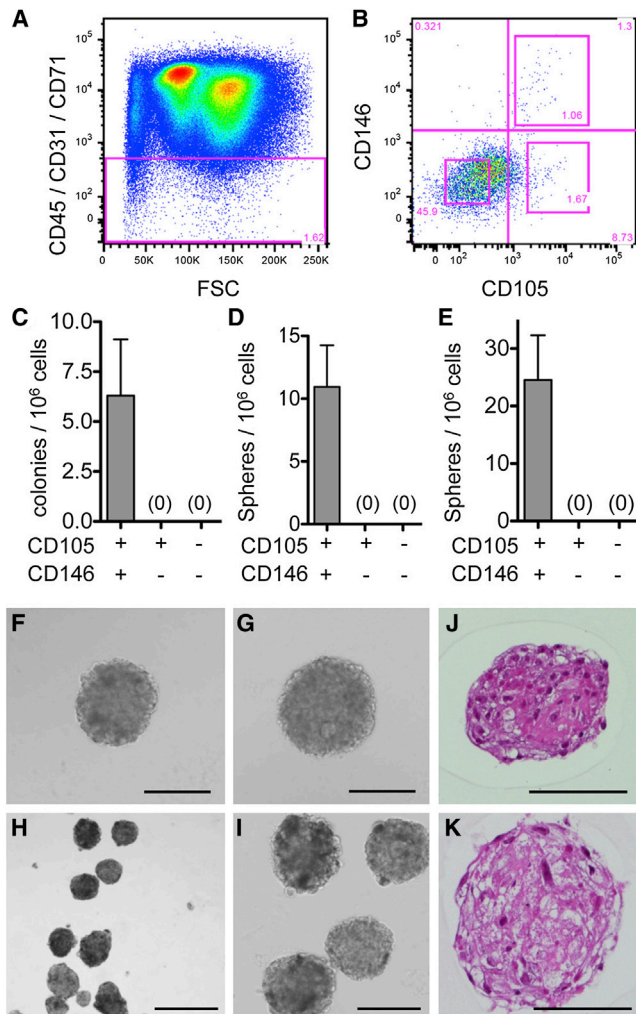 A
CD45 / CD31 / CD71
10⁵
10⁴
10³
10²
0
1.62
0 50K 100K 150K 200K 250K
FSC
B
CD146
10⁵
10⁴
10³
10²
0
0.321
1.3
1.06
1.67
45.9
8.73
0 10² 10³ 10⁴ 10⁵
CD105
C
colonies / 10⁶ cells
10.0
7.5
5.0
2.5
0.0
(0) (0)
CD105 + + -
CD146 + - -
D
Spheres / 10⁶ cells
15
10
5
0
(0) (0)
CD105 + + -
CD146 + - -
E
Spheres / 10⁶ cells
30
20
10
0
(0) (0)
CD105 + + -
CD146 + - -
F
G
J
H
I
K